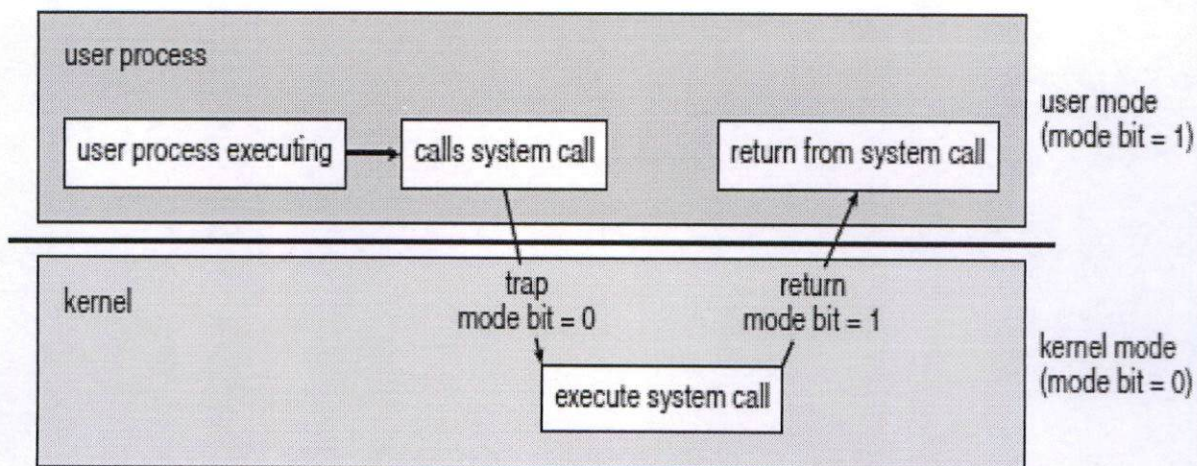 user process
user process executing
calls system call
return from system call
user mode
(mode bit = 1)
kernel
trap
mode bit = 0
return
mode bit = 1
execute system call
kernel mode
(mode bit = 0)